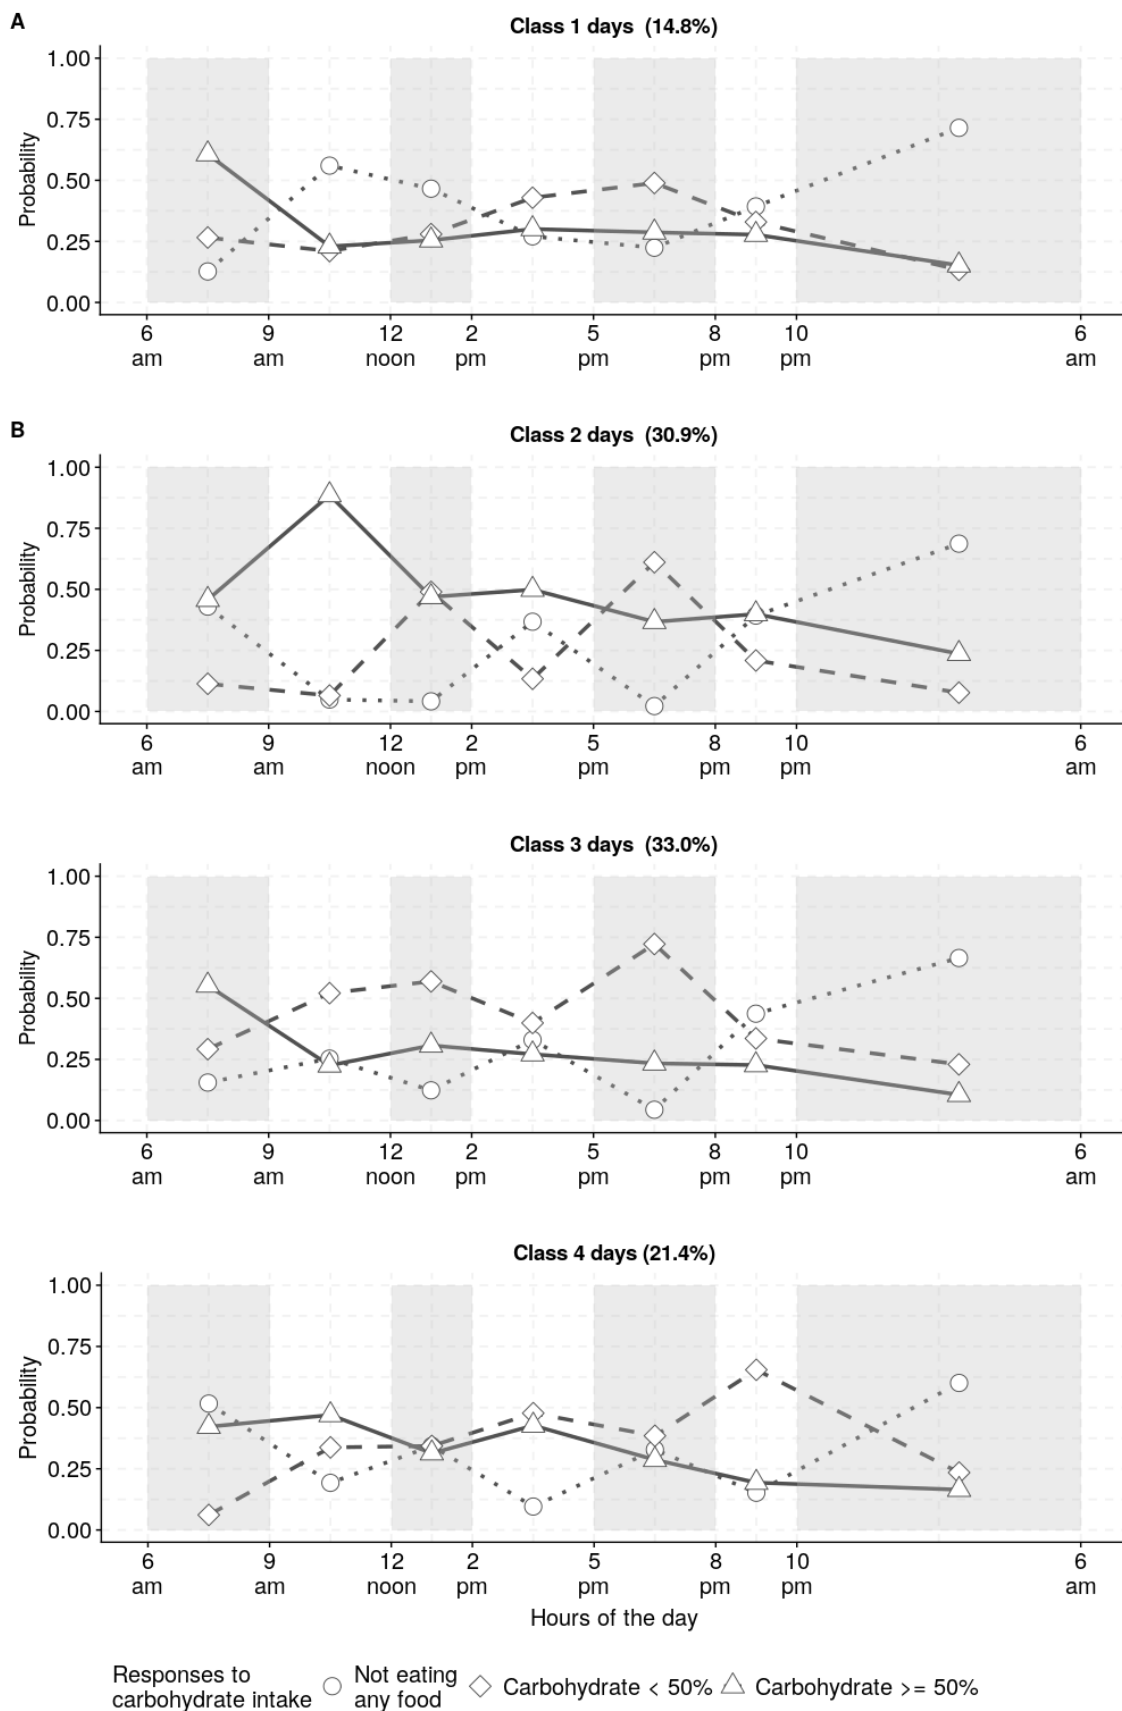 A
Class 1 days (14.8%)
1.00
0.75
0.50
0.25
0.00
Probability
6 9 12 2 5 8 10 6
am am noon pm pm pm pm am
B
Class 2 days (30.9%)
1.00
0.75
0.50
0.25
0.00
Probability
6 9 12 2 5 8 10 6
am am noon pm pm pm pm am
Class 3 days (33.0%)
1.00
0.75
0.50
0.25
0.00
Probability
6 9 12 2 5 8 10 6
am am noon pm pm pm pm am
Class 4 days (21.4%)
1.00
0.75
0.50
0.25
0.00
Probability
6 9 12 2 5 8 10 6
am am noon pm pm pm pm am
Hours of the day
Responses to
carbohydrate intake
Not eating
any food
Carbohydrate < 50%
Carbohydrate >= 50%